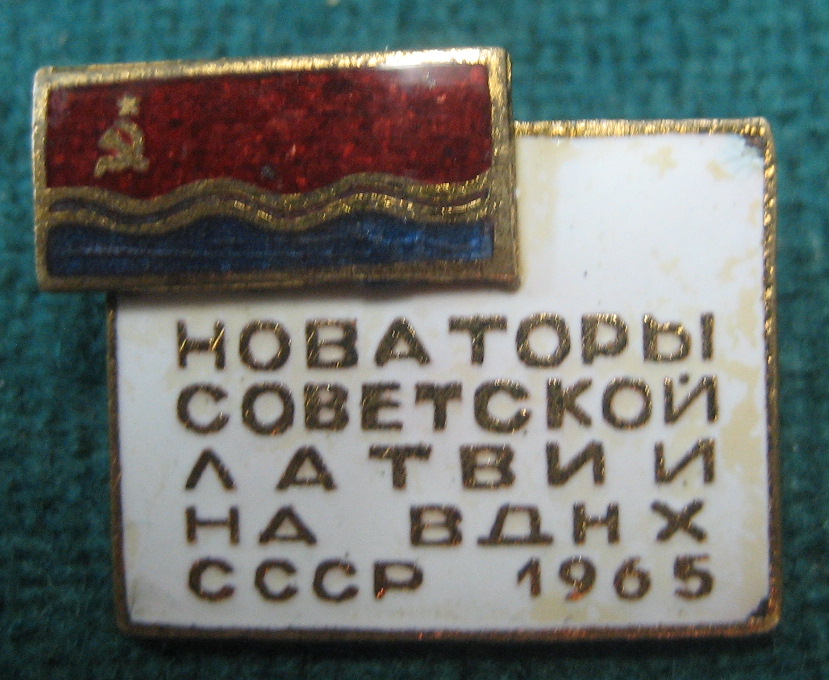 НОВАТОРЫ
СОВЕТСКОЙ
ЛАТВИИ
НА ВДНХ
СССР 1965